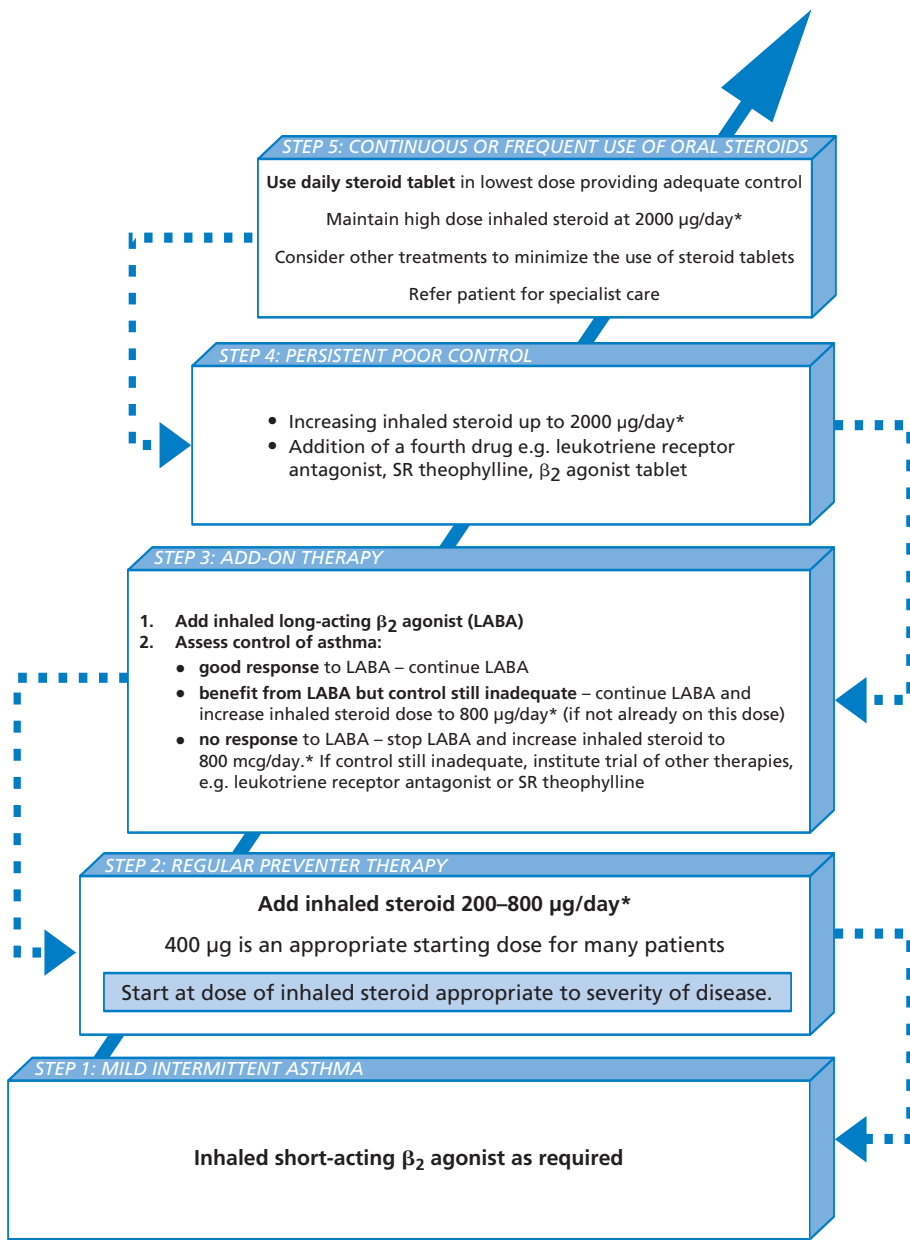 STEP 5: CONTINUOUS OR FREQUENT USE OF ORAL STEROIDS
Use daily steroid tablet in lowest dose providing adequate control
Maintain high dose inhaled steroid at 2000 µg/day*
Consider other treatments to minimize the use of steroid tablets
Refer patient for specialist care
STEP 4: PERSISTENT POOR CONTROL
• Increasing inhaled steroid up to 2000 µg/day*
• Addition of a fourth drug e.g. leukotriene receptor
antagonist, SR theophylline, β2 agonist tablet
STEP 3: ADD-ON THERAPY
1. Add inhaled long-acting β2 agonist (LABA)
2. Assess control of asthma:
• good response to LABA – continue LABA
• benefit from LABA but control still inadequate – continue LABA and
increase inhaled steroid dose to 800 µg/day* (if not already on this dose)
• no response to LABA – stop LABA and increase inhaled steroid to
800 mcg/day.* If control still inadequate, institute trial of other therapies,
e.g. leukotriene receptor antagonist or SR theophylline
STEP 2: REGULAR PREVENTER THERAPY
Add inhaled steroid 200–800 µg/day*
400 µg is an appropriate starting dose for many patients
Start at dose of inhaled steroid appropriate to severity of disease.
STEP 1: MILD INTERMITTENT ASTHMA
Inhaled short-acting β2 agonist as required